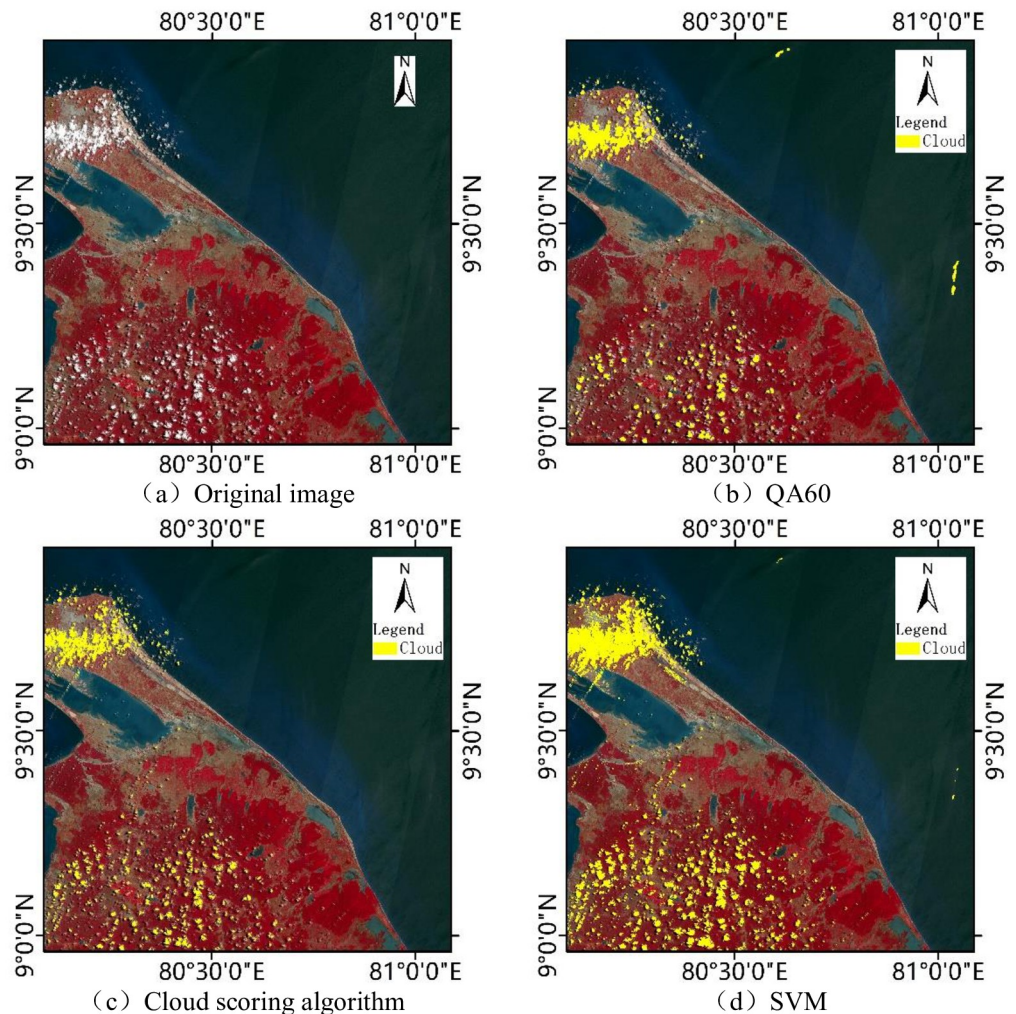 80°30'0"E 81°0'0"E 80°30'0"E 81°0'0"E
N
N
Legend
Cloud
9°30'0"N 9°30'0"N 9°30'0"N 9°30'0"N
9°0'0"N 9°0'0"N 9°0'0"N 9°0'0"N
80°30'0"E 81°0'0"E 80°30'0"E 81°0'0"E
（a）Original image
（b）QA60
80°30'0"E 81°0'0"E 80°30'0"E 81°0'0"E
N
Legend
Cloud
N
Legend
Cloud
9°30'0"N 9°30'0"N 9°30'0"N 9°30'0"N
9°0'0"N 9°0'0"N 9°0'0"N 9°0'0"N
80°30'0"E 81°0'0"E 80°30'0"E 81°0'0"E
（c）Cloud scoring algorithm
（d）SVM